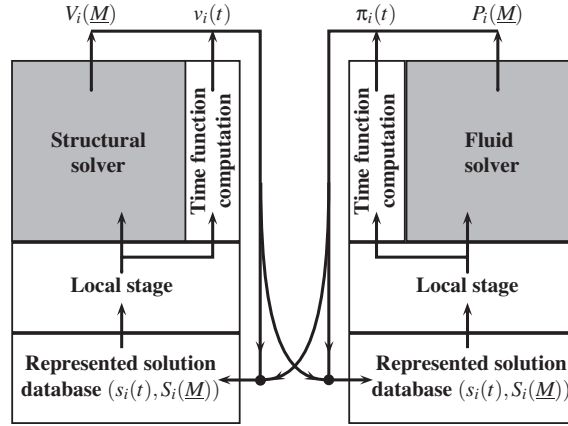 V_i(M) v_i(t) π_i(t) P_i(M)
Structural
solver
Time function
computation
Time function
computation
Fluid
solver
Local stage
Local stage
Represented solution
database (s_i(t), S_i(M))
Represented solution
database (s_i(t), S_i(M))